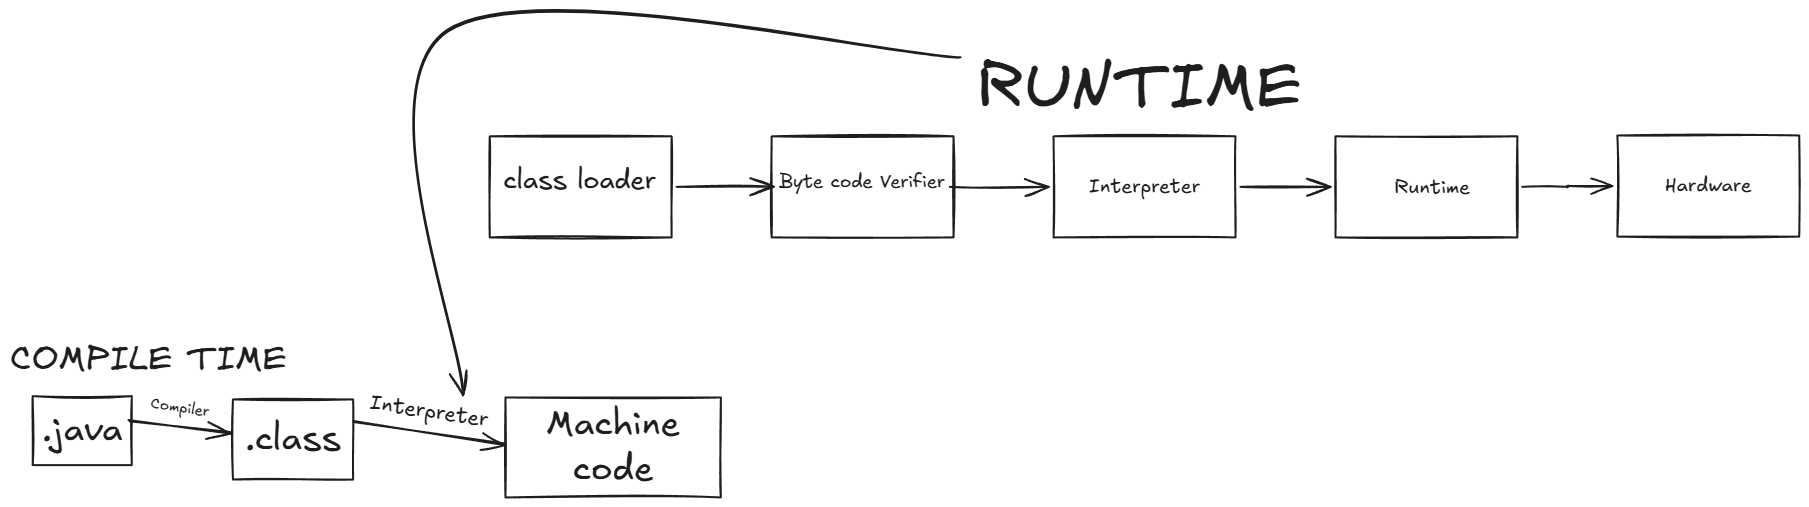 RUNTIME
class loader
Byte code Verifier
Interpreter
Runtime
Hardware
COMPILE TIME
.java
Compiler
.class
Interpreter
Machine
code